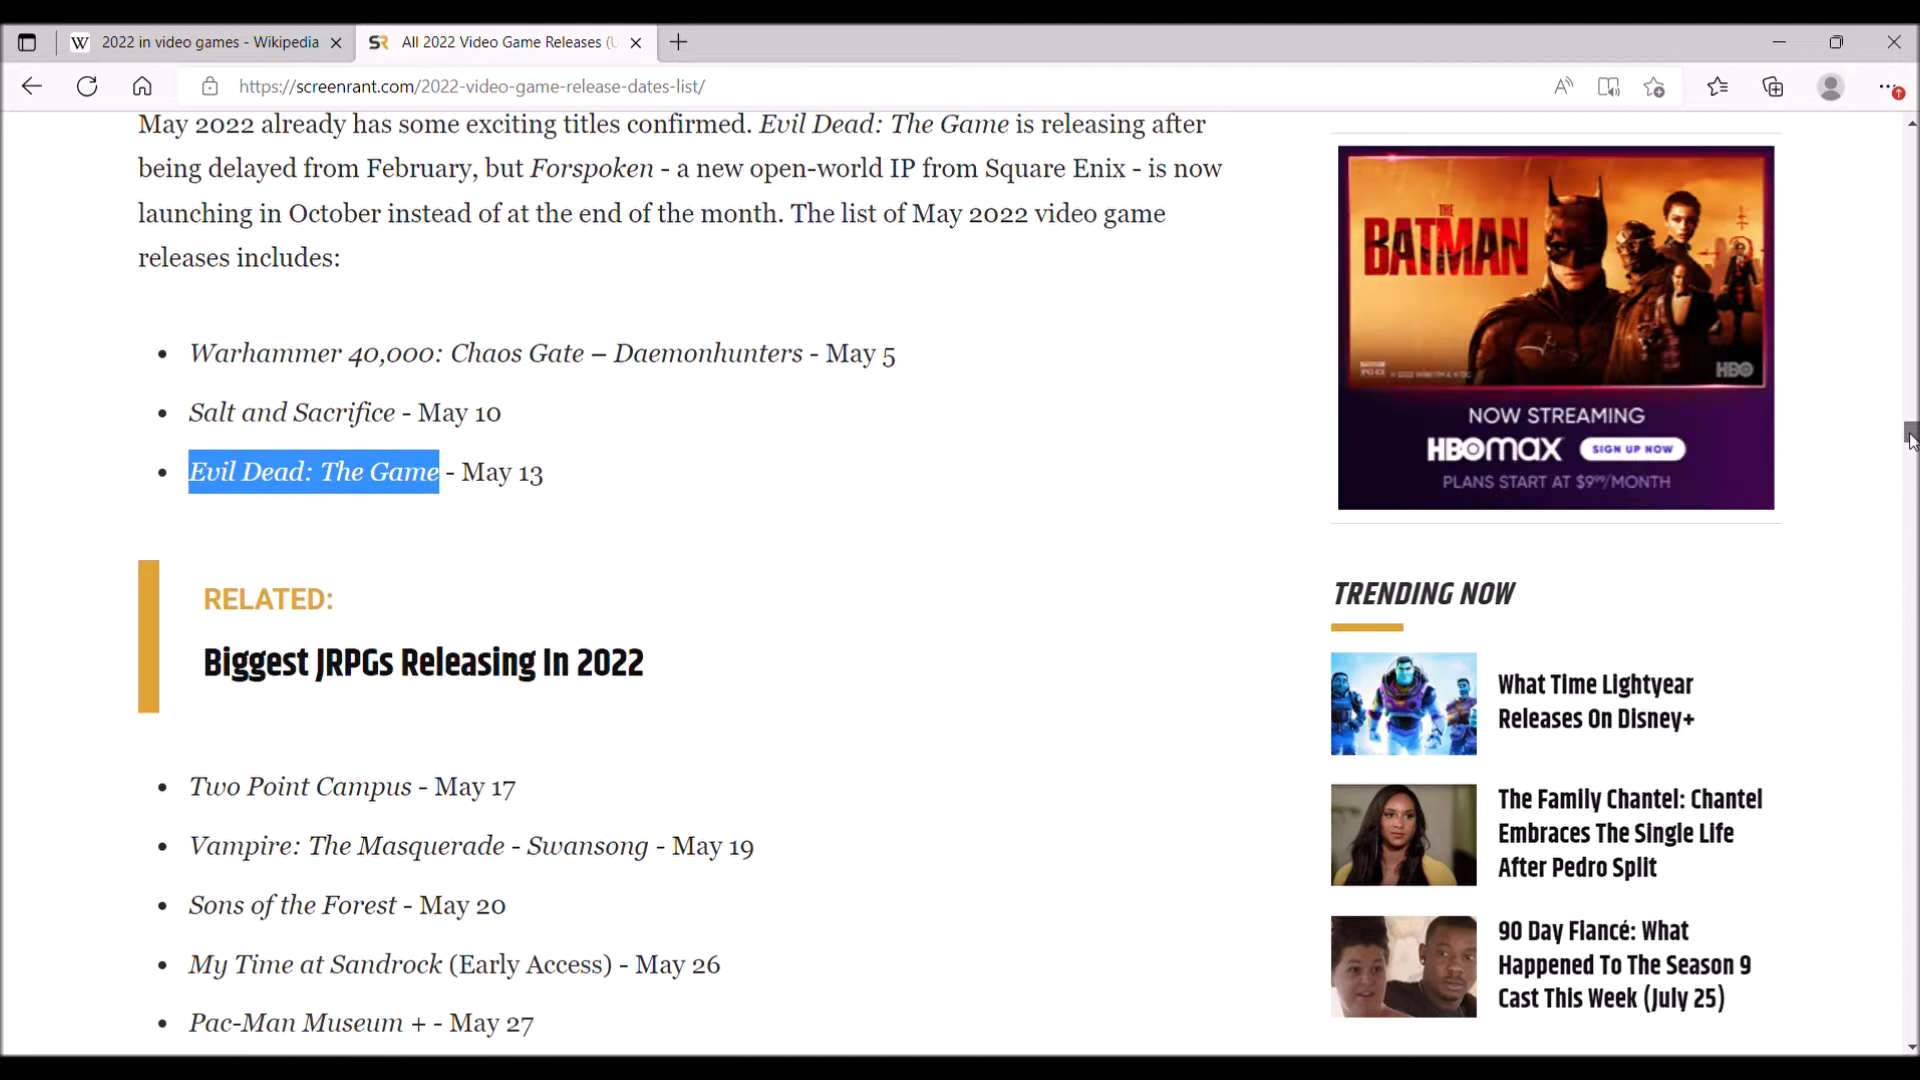 2022 in video games - Wikipedia
SR
All 2022 Video Game Releases (U
https://screenrant.com/2022-video-game-release-dates-list/
May 2022 already has some exciting titles confirmed. Evil Dead: The Game is releasing after
being delayed from February, but Forspoken - a new open-world IP from Square Enix - is now
launching in October instead of at the end of the month. The list of May 2022 video game
releases includes:
• Warhammer 40,000: Chaos Gate – Daemonhunters - May 5
• Salt and Sacrifice - May 10
• Evil Dead: The Game - May 13
RELATED:
Biggest JRPGs Releasing In 2022
• Two Point Campus - May 17
• Vampire: The Masquerade - Swansong - May 19
• Sons of the Forest - May 20
• My Time at Sandrock (Early Access) - May 26
• Pac-Man Museum + - May 27
THE
BATMAN
HBO
NOW STREAMING
HBOMAX
SIGN UP NOW
PLANS START AT $9⁹⁹/MONTH
TRENDING NOW
What Time Lightyear
Releases On Disney+
The Family Chantel: Chantel
Embraces The Single Life
After Pedro Split
90 Day Fiancé: What
Happened To The Season 9
Cast This Week (July 25)